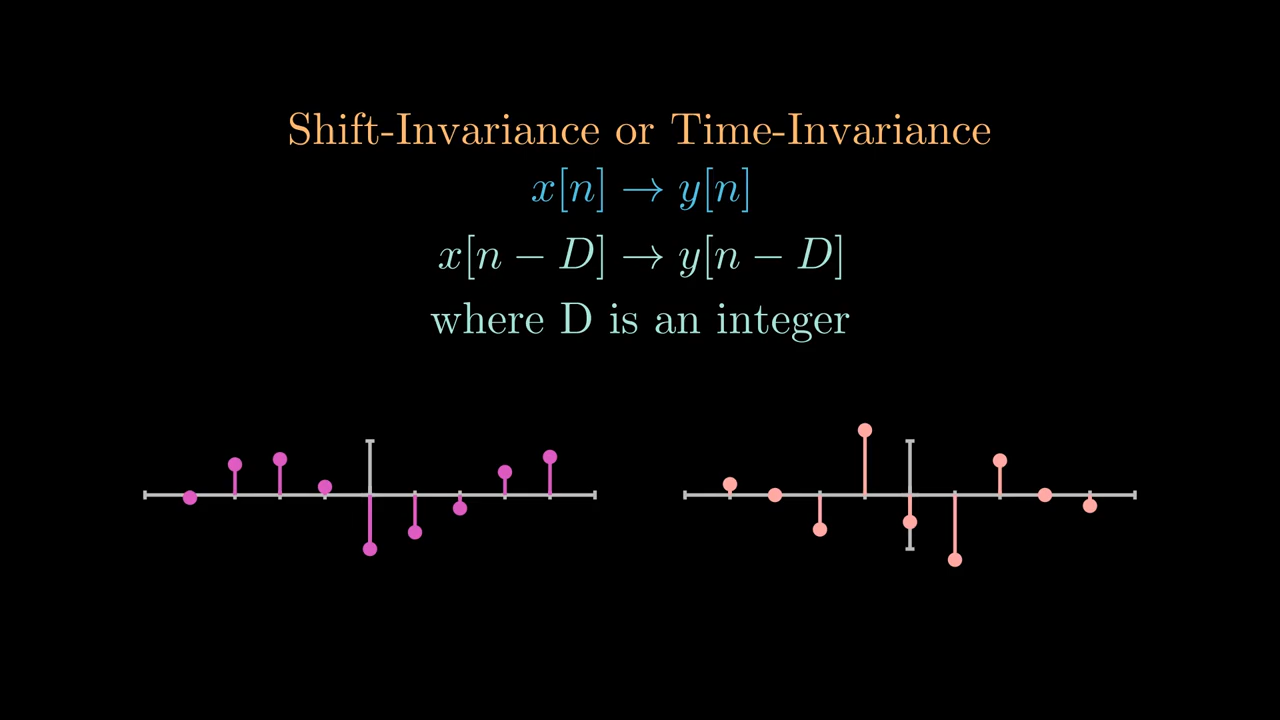 Shift-Invariance or Time-Invariance
x[n] → y[n]
x[n − D] → y[n − D]
where D is an integer